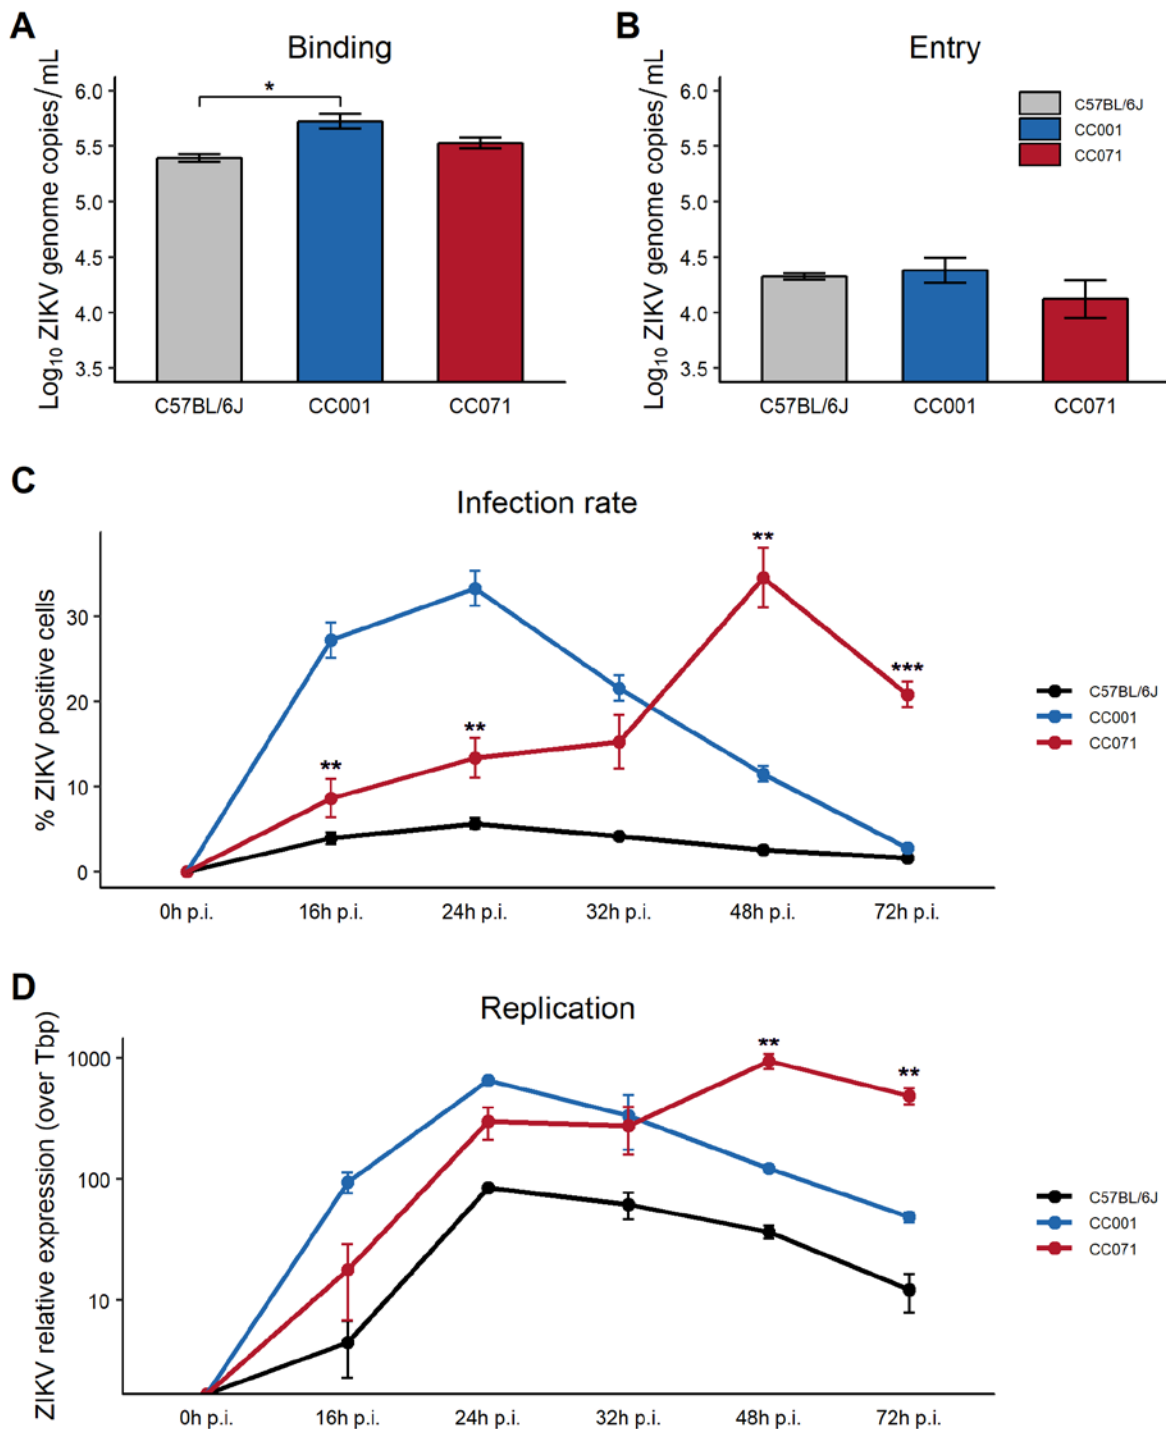 A
Binding
Log₁₀ ZIKV genome copies/mL
6.0
5.5
5.0
4.5
4.0
3.5
*
C57BL/6J
CC001
CC071
B
Entry
Log₁₀ ZIKV genome copies/mL
6.0
5.5
5.0
4.5
4.0
3.5
C57BL/6J
CC001
CC071
C57BL/6J
CC001
CC071
C
Infection rate
% ZIKV positive cells
30
20
10
0
**
**
**
***
0h p.i.
16h p.i.
24h p.i.
32h p.i.
48h p.i.
72h p.i.
C57BL/6J
CC001
CC071
D
Replication
ZIKV relative expression (over Tbp)
1000
100
10
**
**
0h p.i.
16h p.i.
24h p.i.
32h p.i.
48h p.i.
72h p.i.
C57BL/6J
CC001
CC071